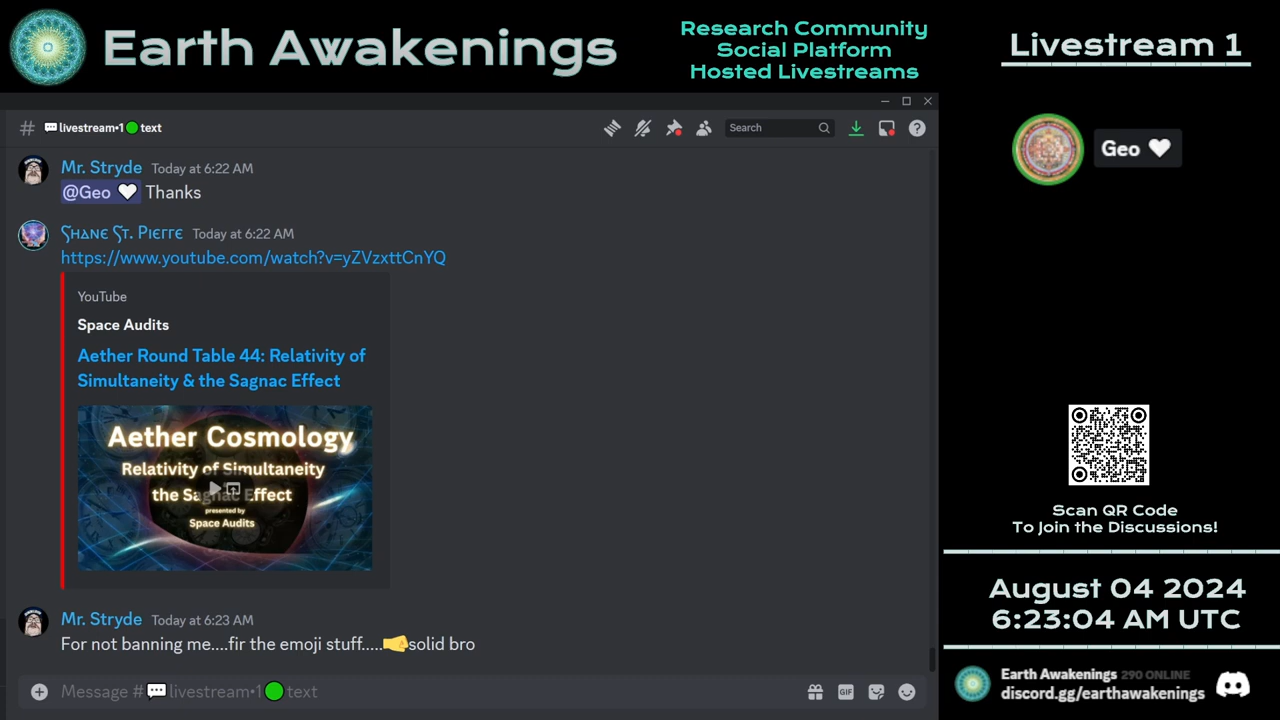 Earth Awakenings
Research Community
Social Platform
Hosted Livestreams
Livestream 1
# 💬livestream•1🟢text
Search
Geo 🤍
Mr. Stryde Today at 6:22 AM
@Geo 🤍 Thanks
Ϛʜᴀɴє Ϛᴛ. Pιєггє Today at 6:22 AM
https://www.youtube.com/watch?v=yZVzxttCnYQ
YouTube
Space Audits
Aether Round Table 44: Relativity of
Simultaneity & the Sagnac Effect
Aether Cosmology
Relativity of Simultaneity
the Sagnac Effect
presented by
Space Audits
Mr. Stryde Today at 6:23 AM
For not banning me....fir the emoji stuff.....🤜solid bro
Message #💬livestream•1🟢text
GIF
Scan QR Code
To Join the Discussions!
August 04 2024
6:23:04 AM UTC
Earth Awakenings 290 ONLINE
discord.gg/earthawakenings